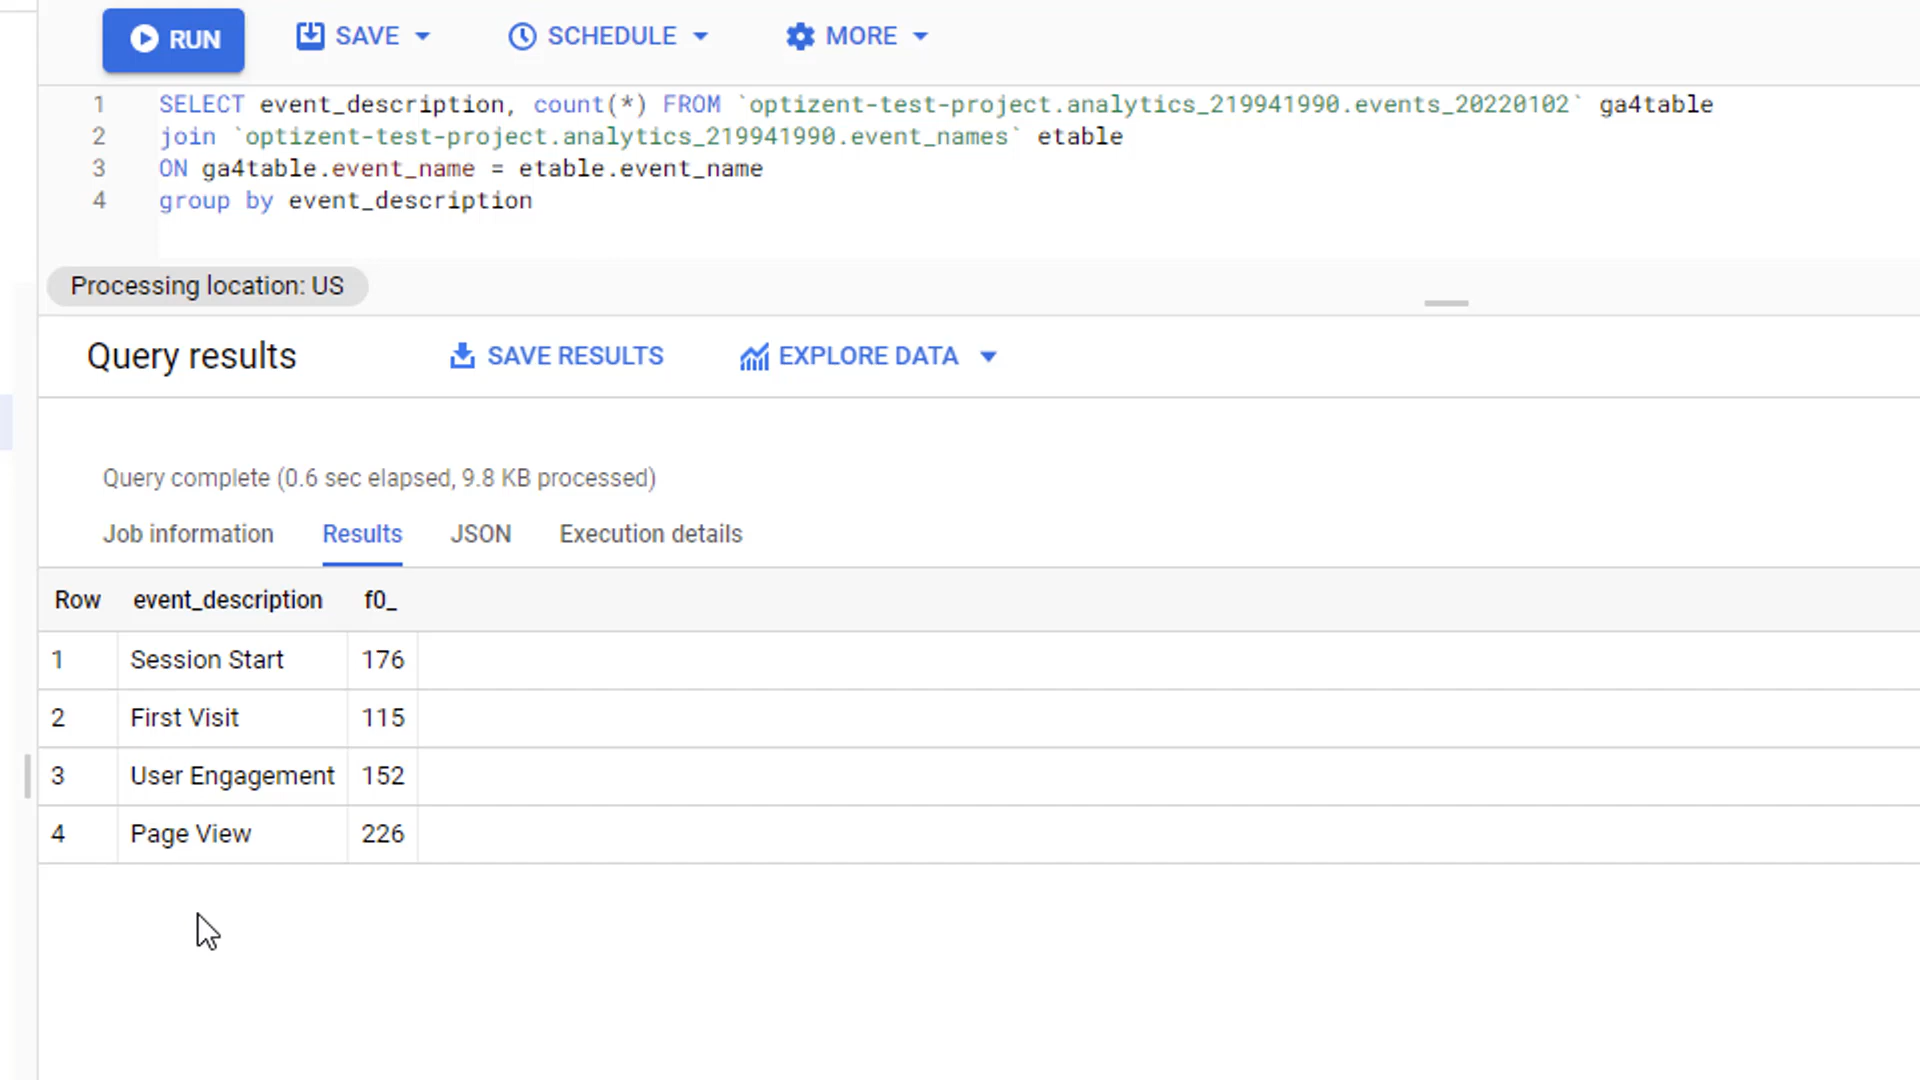 RUN SAVE SCHEDULE MORE
1 SELECT event_description, count(*) FROM `optizent-test-project.analytics_219941990.events_20220102` ga4table
2 join `optizent-test-project.analytics_219941990.event_names` etable
3 ON ga4table.event_name = etable.event_name
4 group by event_description
Processing location: US
Query results SAVE RESULTS EXPLORE DATA
Query complete (0.6 sec elapsed, 9.8 KB processed)
Job information Results JSON Execution details
Row event_description f0_
1 Session Start 176
2 First Visit 115
3 User Engagement 152
4 Page View 226